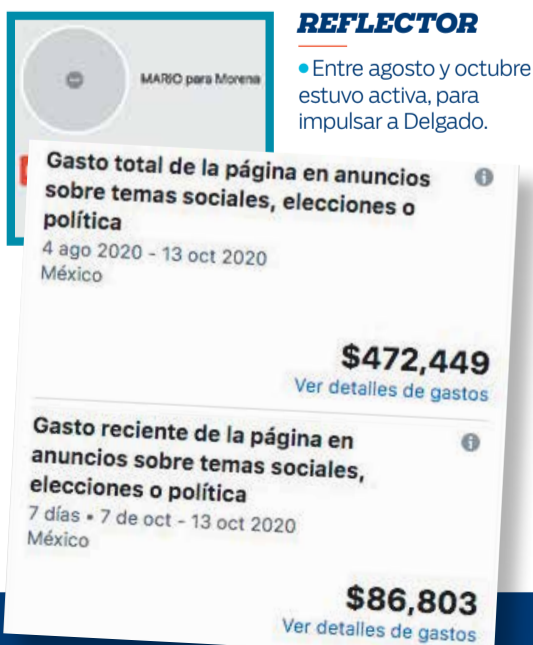 REFLECTOR
• Entre agosto y octubre
estuvo activa, para
impulsar a Delgado.
MARIO para Morena
Gasto total de la página en anuncios
sobre temas sociales, elecciones o
política
4 ago 2020 - 13 oct 2020
México
$472,449
Ver detalles de gastos
Gasto reciente de la página en
anuncios sobre temas sociales,
elecciones o política
7 días • 7 de oct - 13 oct 2020
México
$86,803
Ver detalles de gastos